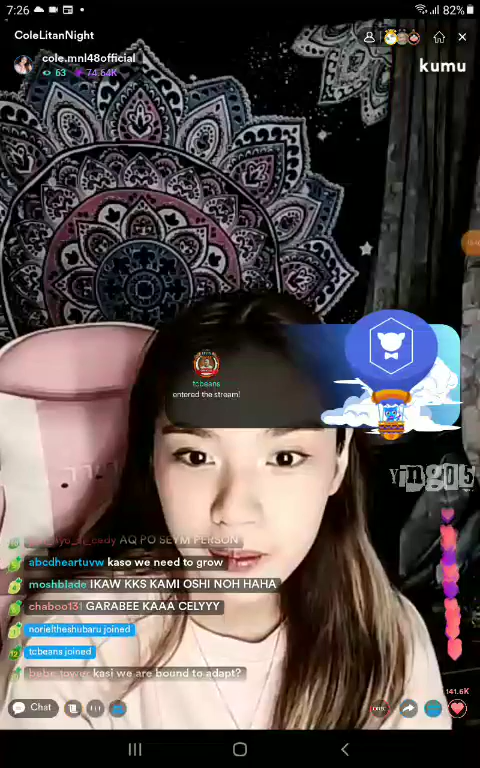 7:26
82%
ColeLitanNight
cole.mnl48official
63
74.64K
kumu
tcbeans
entered the stream!
Yingo5
AQ PO SEYM PERSON
abcdheartuvw kaso we need to grow
moshblade IKAW KKS KAMI OSHI NOH HAHA
chaboo131 GARABEE KAAA CELYYY
norieltheshubaru joined
tcbeans joined
kasi we are bound to adapt?
141.6K
Chat